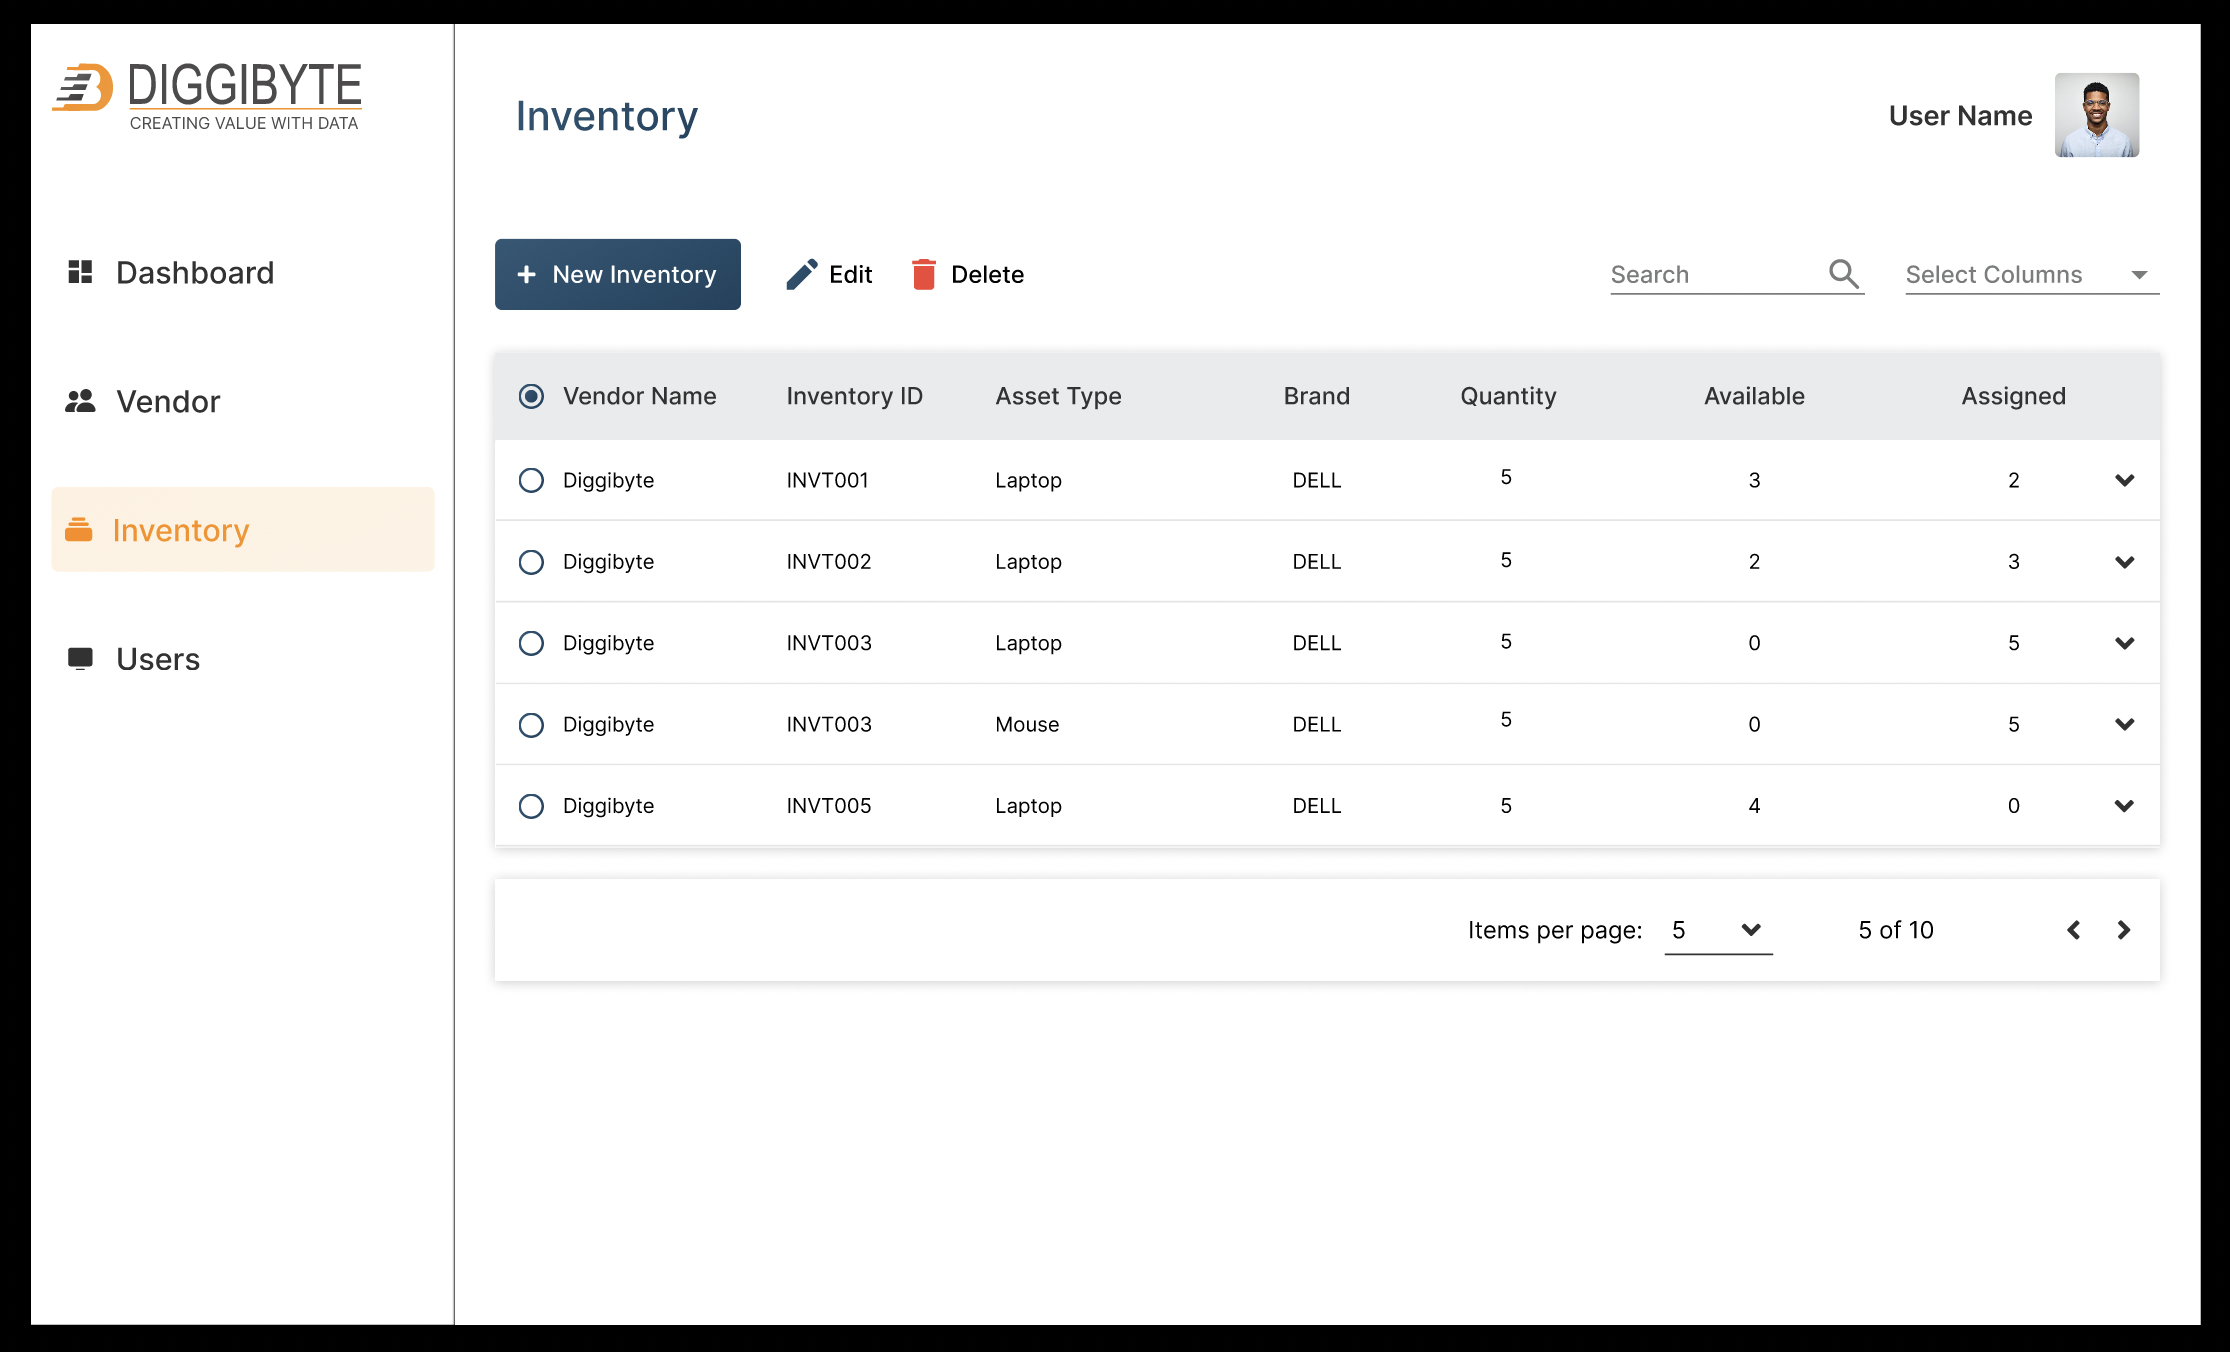 DIGGIBYTE
CREATING VALUE WITH DATA
Dashboard
Vendor
Inventory
Users
Inventory
User Name
+ New Inventory Edit Delete Search Select Columns
Vendor Name Inventory ID Asset Type Brand Quantity Available Assigned
Diggibyte INVT001 Laptop DELL 5 3 2
Diggibyte INVT002 Laptop DELL 5 2 3
Diggibyte INVT003 Laptop DELL 5 0 5
Diggibyte INVT003 Mouse DELL 5 0 5
Diggibyte INVT005 Laptop DELL 5 4 0
Items per page: 5 5 of 10